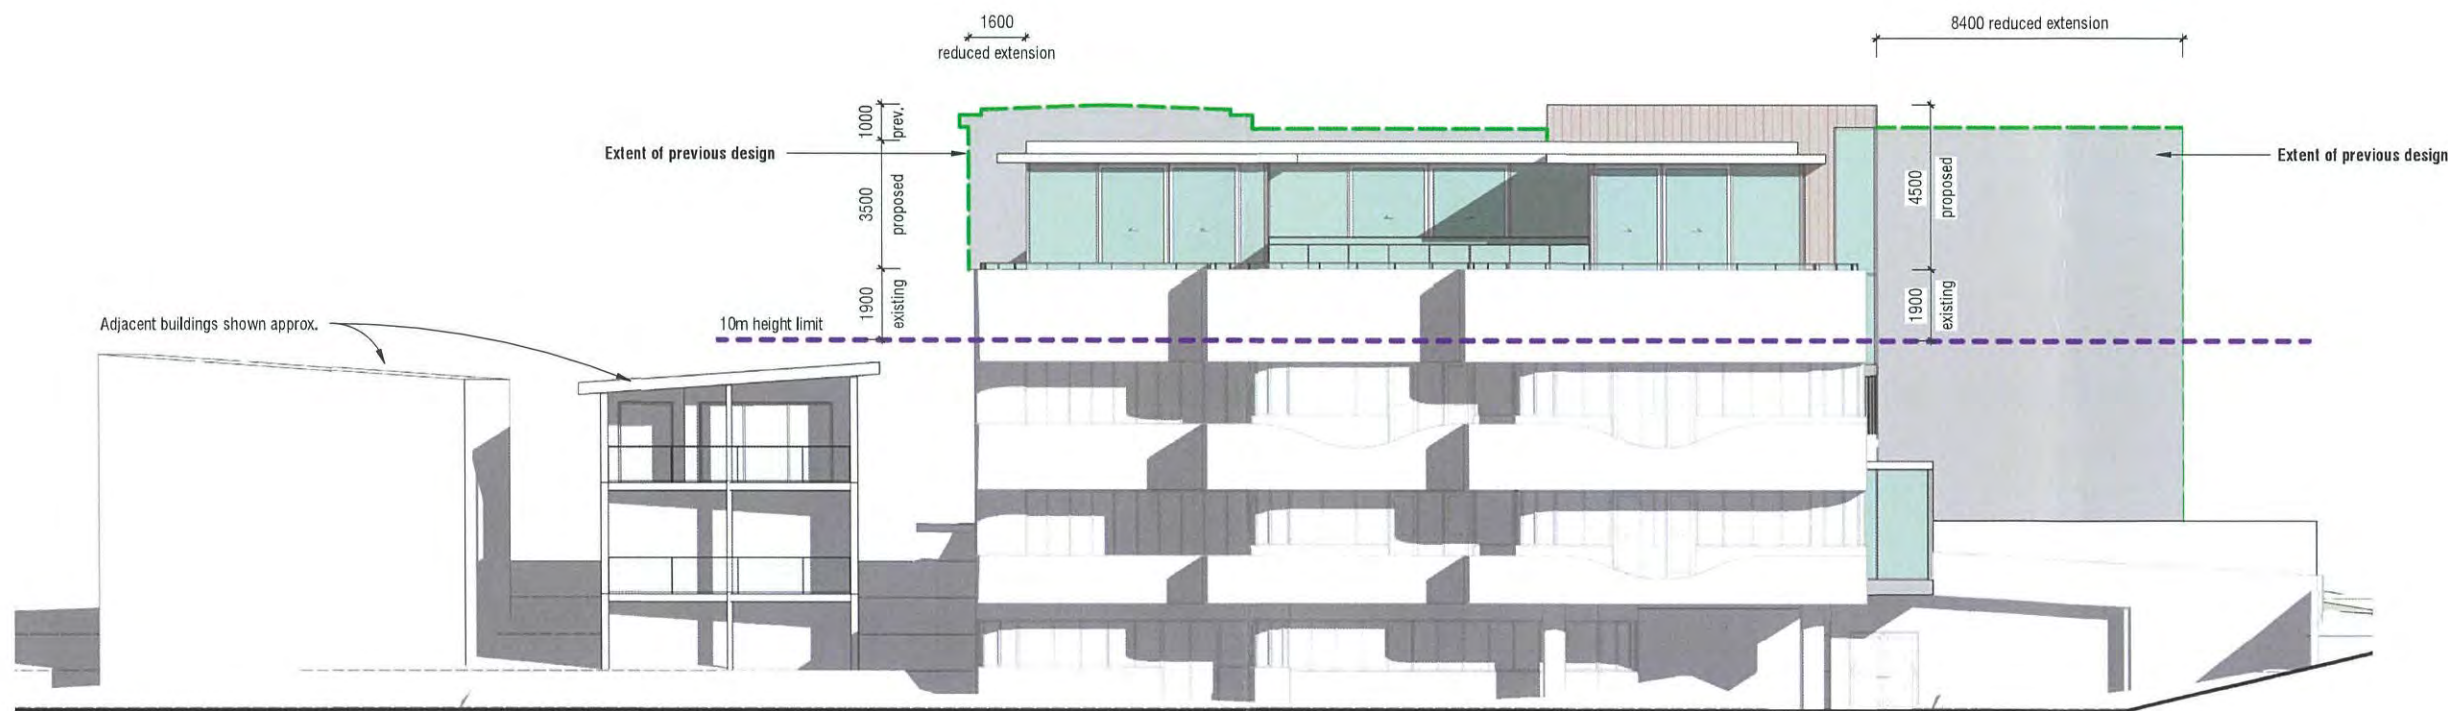 1600
reduced extension
8400 reduced extension
1000
prev.
Extent of previous design
3500
proposed
4500
proposed
Extent of previous design
1900
existing
1900
existing
Adjacent buildings shown approx.
10m height limit